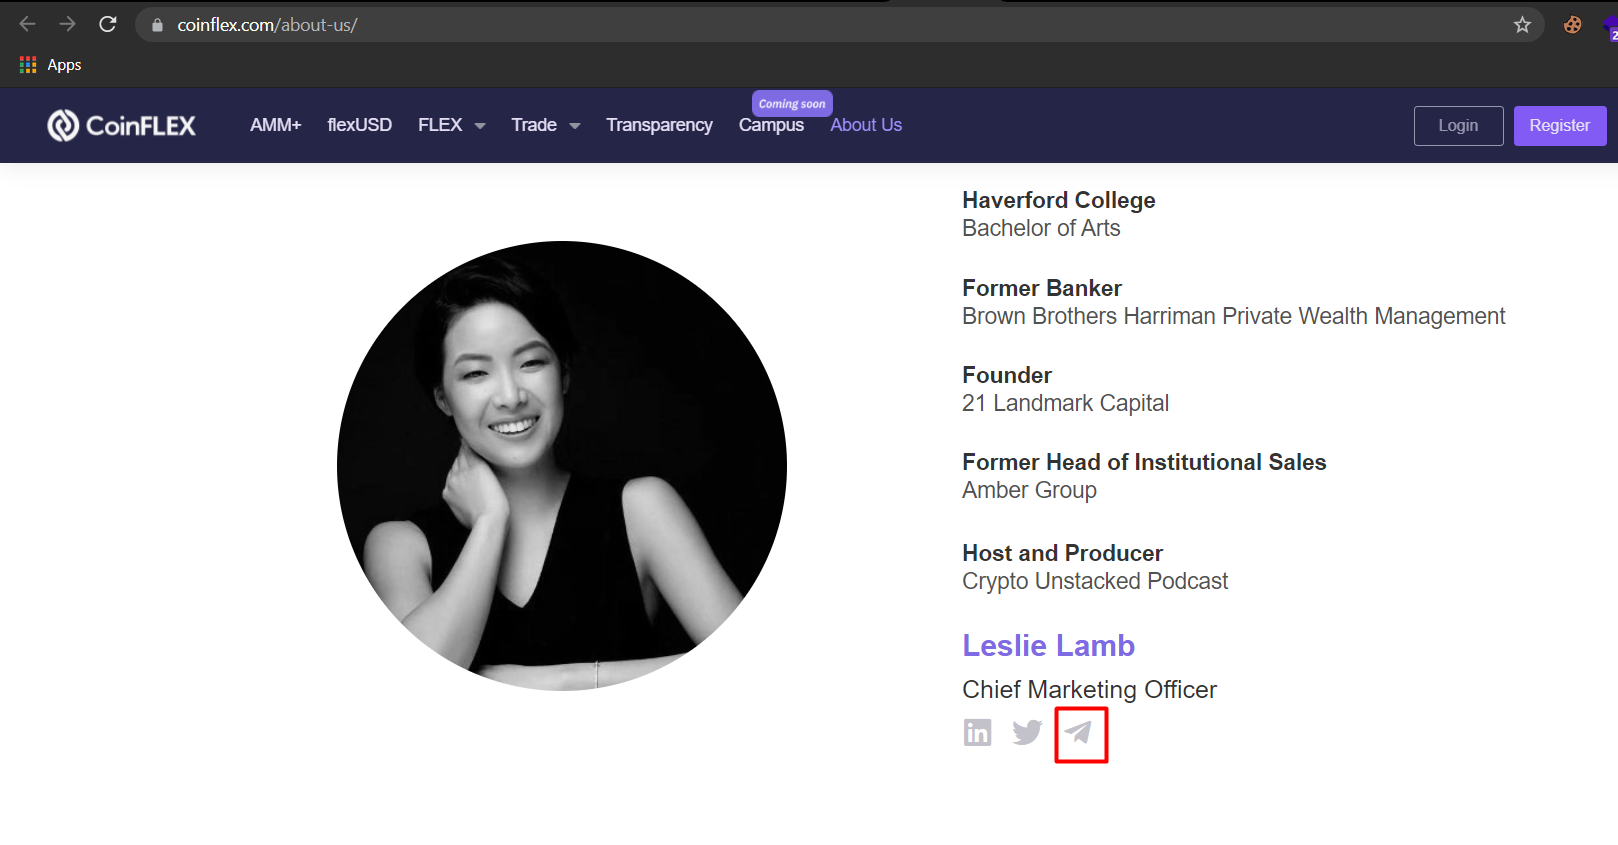 coinflex.com/about-us/
Apps
CoinFLEX
AMM+
flexUSD
FLEX
Trade
Transparency
Coming soon
Campus
About Us
Login
Register
Haverford College
Bachelor of Arts
Former Banker
Brown Brothers Harriman Private Wealth Management
Founder
21 Landmark Capital
Former Head of Institutional Sales
Amber Group
Host and Producer
Crypto Unstacked Podcast
Leslie Lamb
Chief Marketing Officer
in